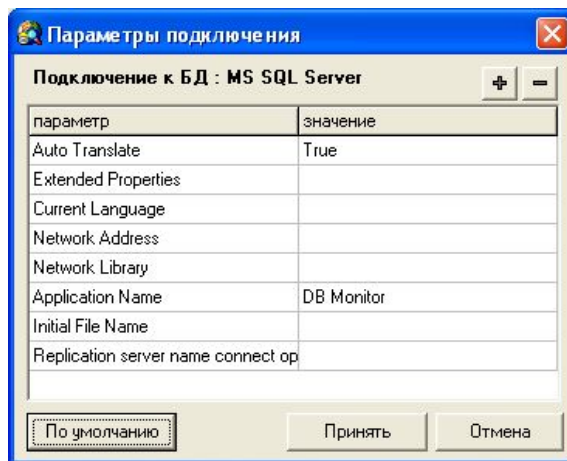 Параметры подключения
Подключение к БД : MS SQL Server
параметр значение
Auto Translate True
Extended Properties
Current Language
Network Address
Network Library
Application Name DB Monitor
Initial File Name
Replication server name connect op
По умолчанию Принять Отмена